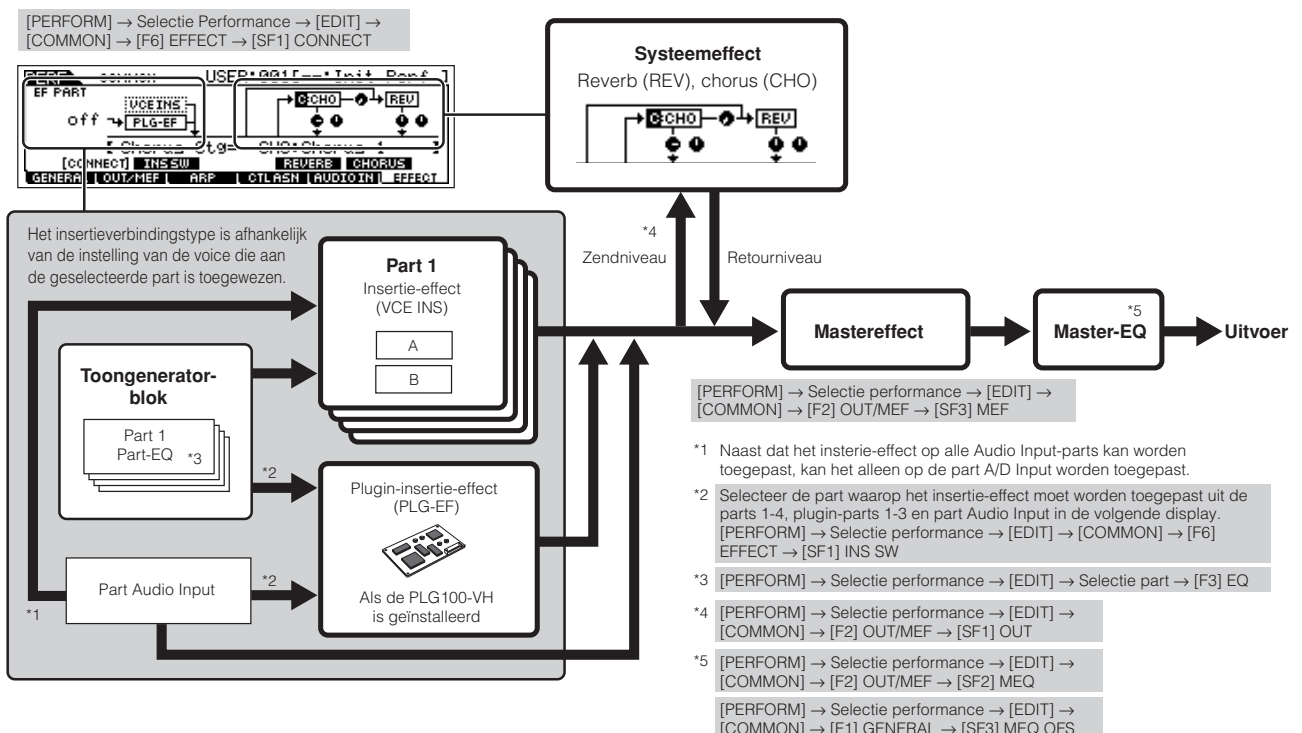 [PERFORM] → Selectie Performance → [EDIT] →
[COMMON] → [F6] EFFECT → [SF1] CONNECT
PERF COMMON USER:001[--:Init Perf ]
EF PART
VCEINS
off → PLG-EF
CHO REV
[CONNECT] INS SW REVERB CHORUS
GENERAL OUT/MEF ARP CTLASN AUDIOIN EFFECT
Systeemeffect
Reverb (REV), chorus (CHO)
C:CHO REV
Het insertieverbindingstype is afhankelijk
van de instelling van de voice die aan
de geselecteerde part is toegewezen.
*4
Zendniveau
Retourniveau
Part 1
Insertie-effect
(VCE INS)
A
B
Toongenerator-
blok
Part 1
Part-EQ *3
*2
Plugin-insertie-effect
(PLG-EF)
Als de PLG100-VH
is geïnstalleerd
Part Audio Input
*2
*1
Mastereffect
*5
Master-EQ
Uitvoer
[PERFORM] → Selectie performance → [EDIT] →
[COMMON] → [F2] OUT/MEF → [SF3] MEF
*1 Naast dat het insterie-effect op alle Audio Input-parts kan worden
toegepast, kan het alleen op de part A/D Input worden toegepast.
*2 Selecteer de part waarop het insertie-effect moet worden toegepast uit de
parts 1-4, plugin-parts 1-3 en part Audio Input in de volgende display.
[PERFORM] → Selectie performance → [EDIT] → [COMMON] → [F6]
EFFECT → [SF1] INS SW
*3 [PERFORM] → Selectie performance → [EDIT] → Selectie part → [F3] EQ
*4 [PERFORM] → Selectie performance → [EDIT] →
[COMMON] → [F2] OUT/MEF → [SF1] OUT
*5 [PERFORM] → Selectie performance → [EDIT] →
[COMMON] → [F2] OUT/MEF → [SF2] MEQ
[PERFORM] → Selectie performance → [EDIT] →
[COMMON] → [F1] GENERAL → [SF3] MEQ OFS